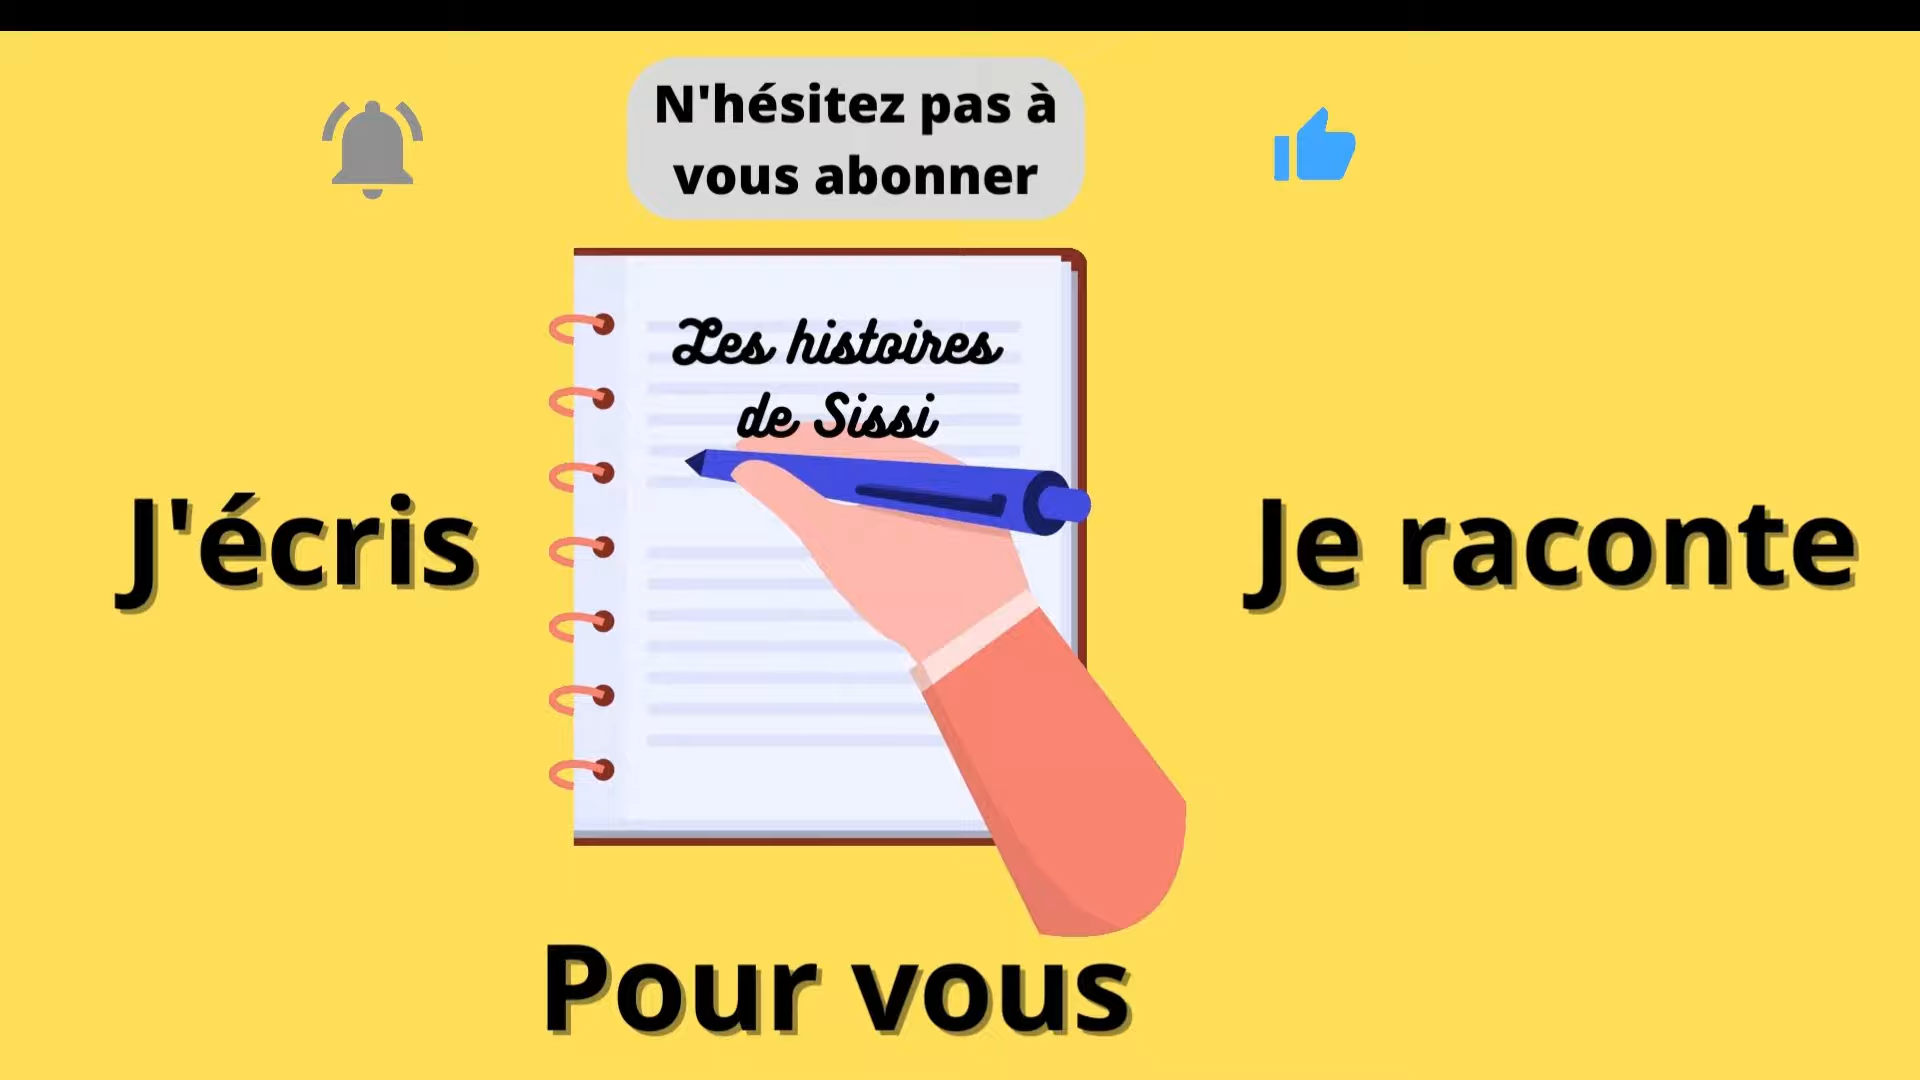 N'hésitez pas à
vous abonner
Les histoires
de Sissi
J'écris
Je raconte
Pour vous